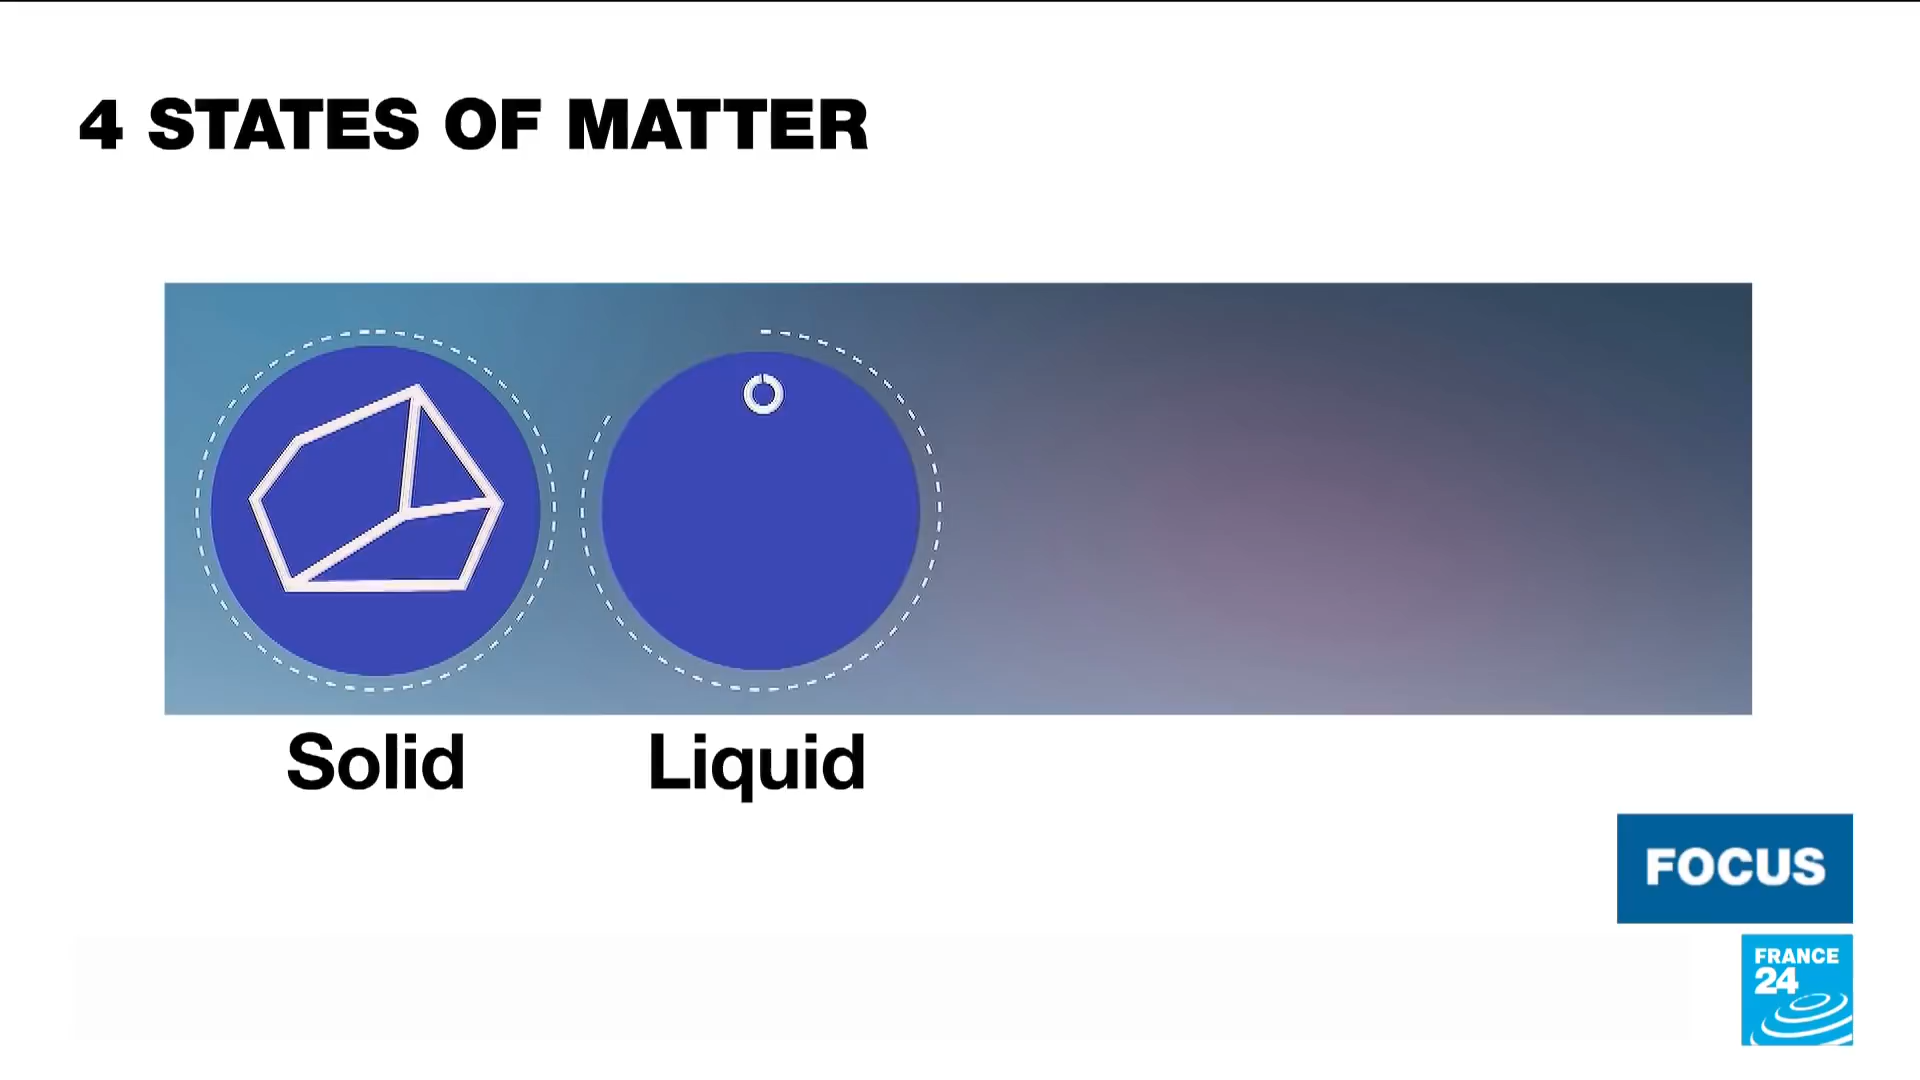 4 STATES OF MATTER
Solid
Liquid
FOCUS
FRANCE
24